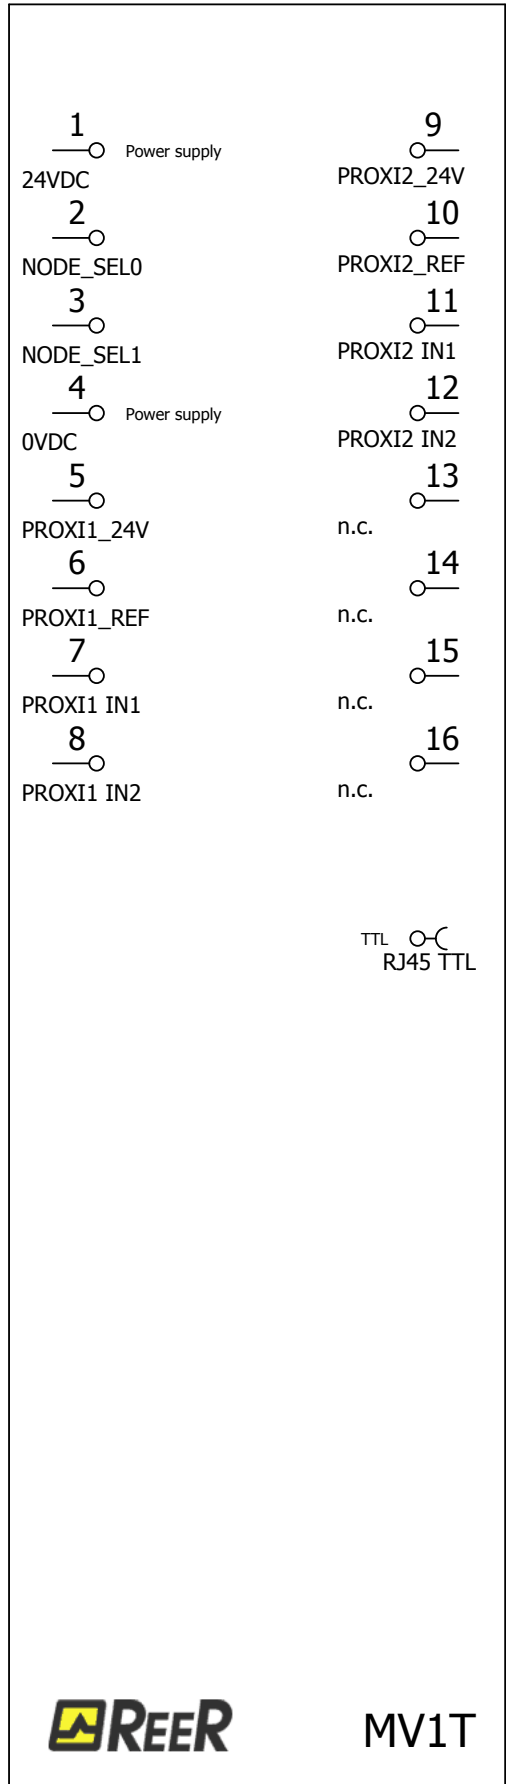 1
Power supply
24VDC
2
NODE_SEL0
3
NODE_SEL1
4
Power supply
0VDC
5
PROXI1_24V
6
PROXI1_REF
7
PROXI1 IN1
8
PROXI1 IN2
9
PROXI2_24V
10
PROXI2_REF
11
PROXI2 IN1
12
PROXI2 IN2
13
n.c.
14
n.c.
15
n.c.
16
n.c.
TTL
RJ45 TTL
REER
MV1T